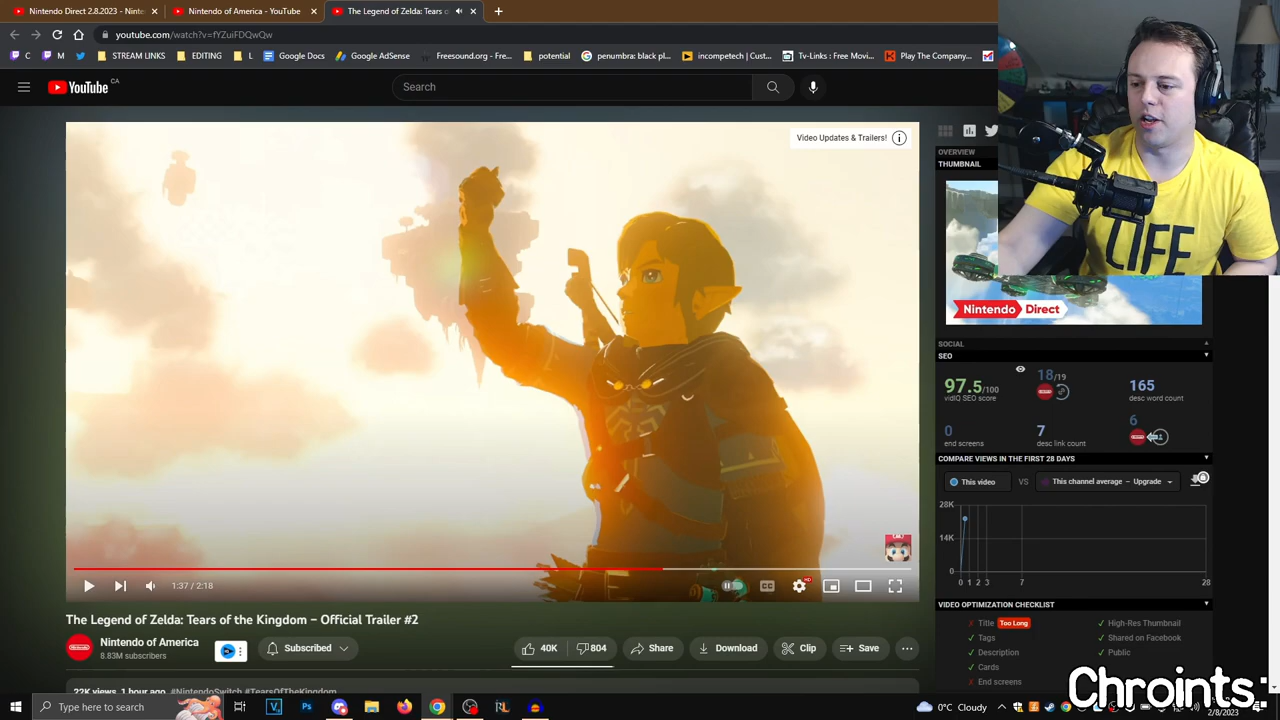 Nintendo Direct 2.8.2023 - Nintend
Nintendo of America - YouTube
The Legend of Zelda: Tears o
youtube.com/watch?v=fYZuiFDQwQw
STREAM LINKS
EDITING
L
Google Docs
Google AdSense
Freesound.org - Fre...
potential
penumbra: black pl...
incompetech | Cust...
Tv-Links | Free Movi...
Play The Company...
YouTube CA
Search
Video Updates & Trailers!
OVERVIEW
THUMBNAIL
LIFE
Nintendo Direct
SOCIAL
SEO
97.5/100
vidIQ SEO score
18/19
165
desc word count
0
end screens
7
desc link count
6
COMPARE VIEWS IN THE FIRST 28 DAYS
This video
VS
This channel average – Upgrade
28K
14K
0
0 1 2 3 7 28
1:37 / 2:18
CC
HD
The Legend of Zelda: Tears of the Kingdom – Official Trailer #2
Nintendo of America
8.83M subscribers
Subscribed
40K
804
Share
Download
Clip
Save
22K views 1 hour ago #NintendoSwitch #TearsOfTheKingdom
VIDEO OPTIMIZATION CHECKLIST
Title Too Long
Tags
Description
Cards
End screens
High-Res Thumbnail
Shared on Facebook
Public
Chroints:
Type here to search
0°C Cloudy
2/8/2023